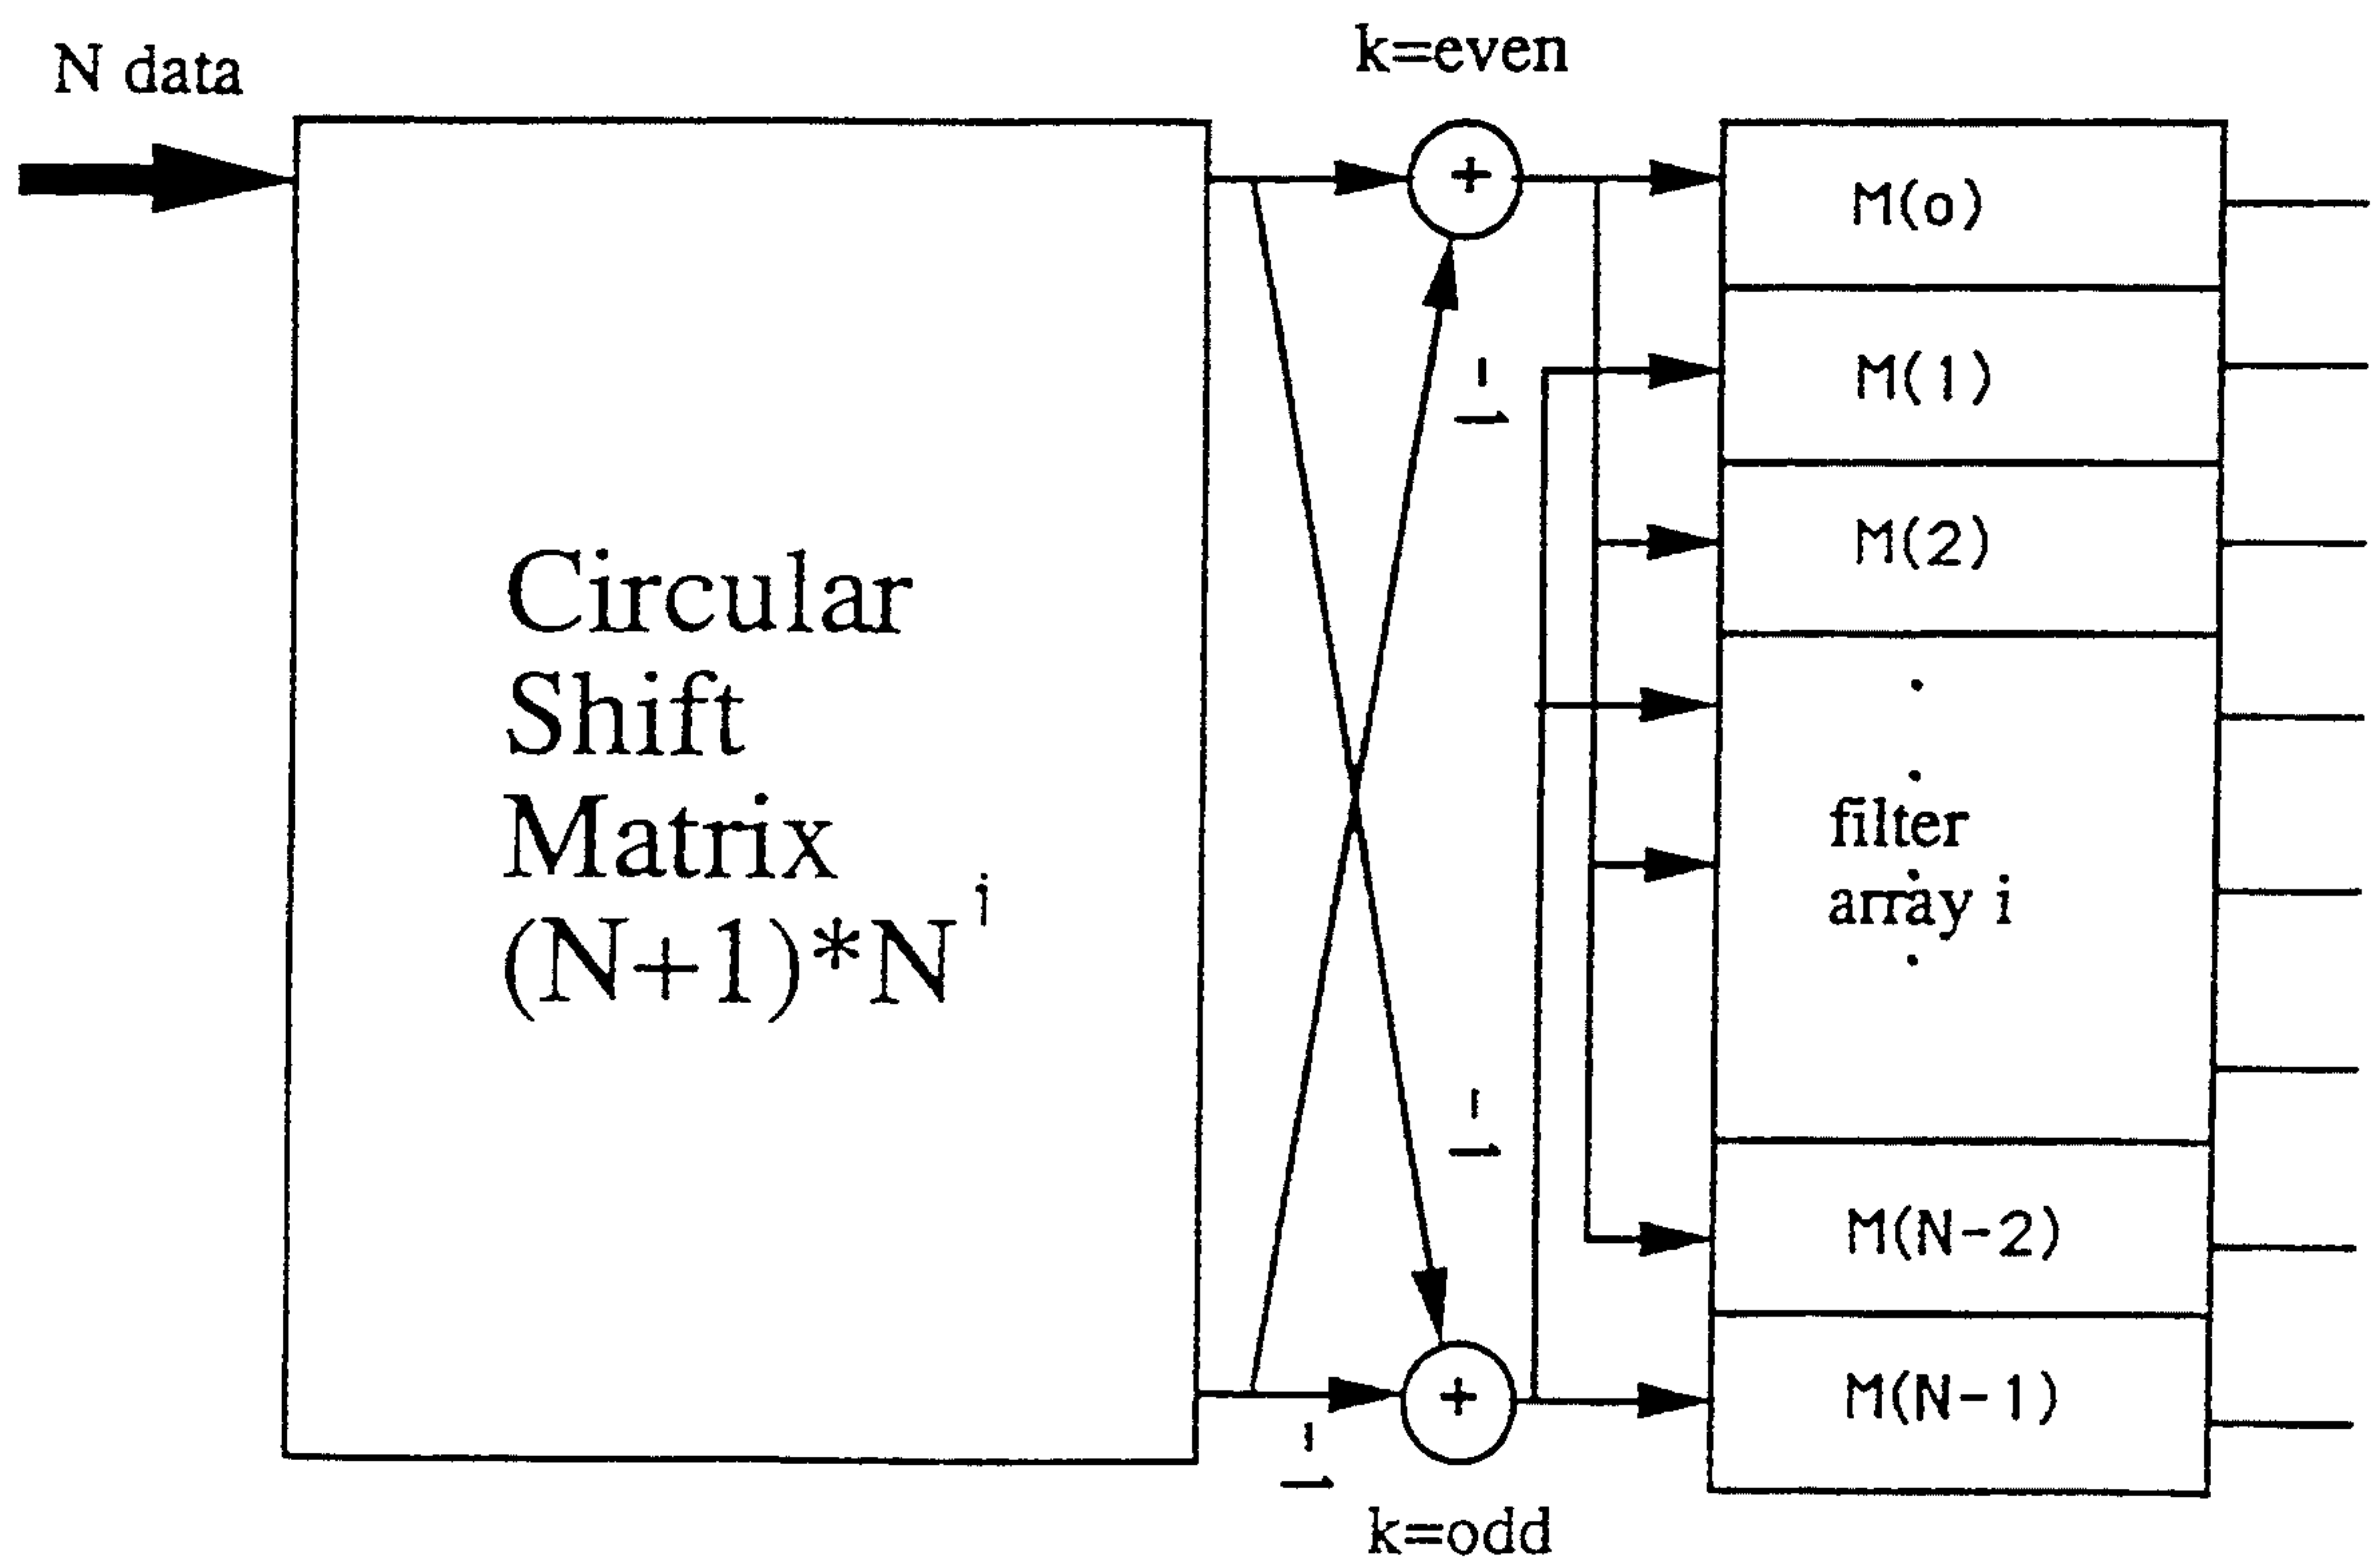 N data
k=even
Circular
Shift
Matrix
(N+1)*N i
+
+
k=odd
M(o)
M(1)
M(2)
filter
array i
M(N-2)
M(N-1)